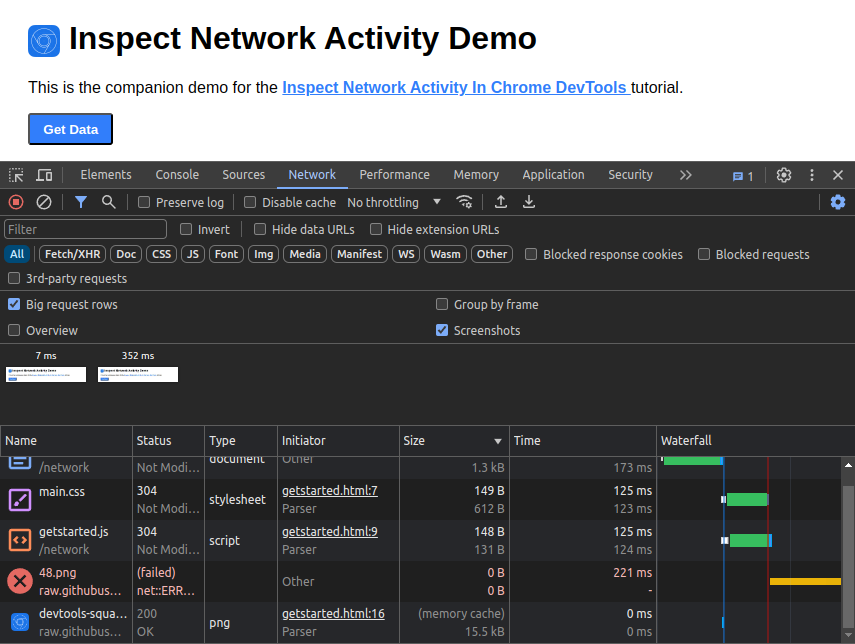 Inspect Network Activity Demo
This is the companion demo for the Inspect Network Activity In Chrome DevTools tutorial.
Get Data
Elements Console Sources Network Performance Memory Application Security 1
Preserve log Disable cache No throttling
Filter Invert Hide data URLs Hide extension URLs
All Fetch/XHR Doc CSS JS Font Img Media Manifest WS Wasm Other Blocked response cookies Blocked requests
3rd-party requests
Big request rows Group by frame
Overview Screenshots
7 ms 352 ms
Name Status Type Initiator Size Time Waterfall
document Other
/network Not Modi… 1.3 kB 173 ms
main.css 304 stylesheet getstarted.html:7 149 B 125 ms
Not Modi… Parser 612 B 123 ms
getstarted.js 304 script getstarted.html:9 148 B 125 ms
/network Not Modi… Parser 131 B 124 ms
48.png (failed) Other 0 B 221 ms
raw.githubus… net::ERR… 0 B -
devtools-squa… 200 png getstarted.html:16 (memory cache) 0 ms
raw.githubus… OK Parser 15.5 kB 0 ms